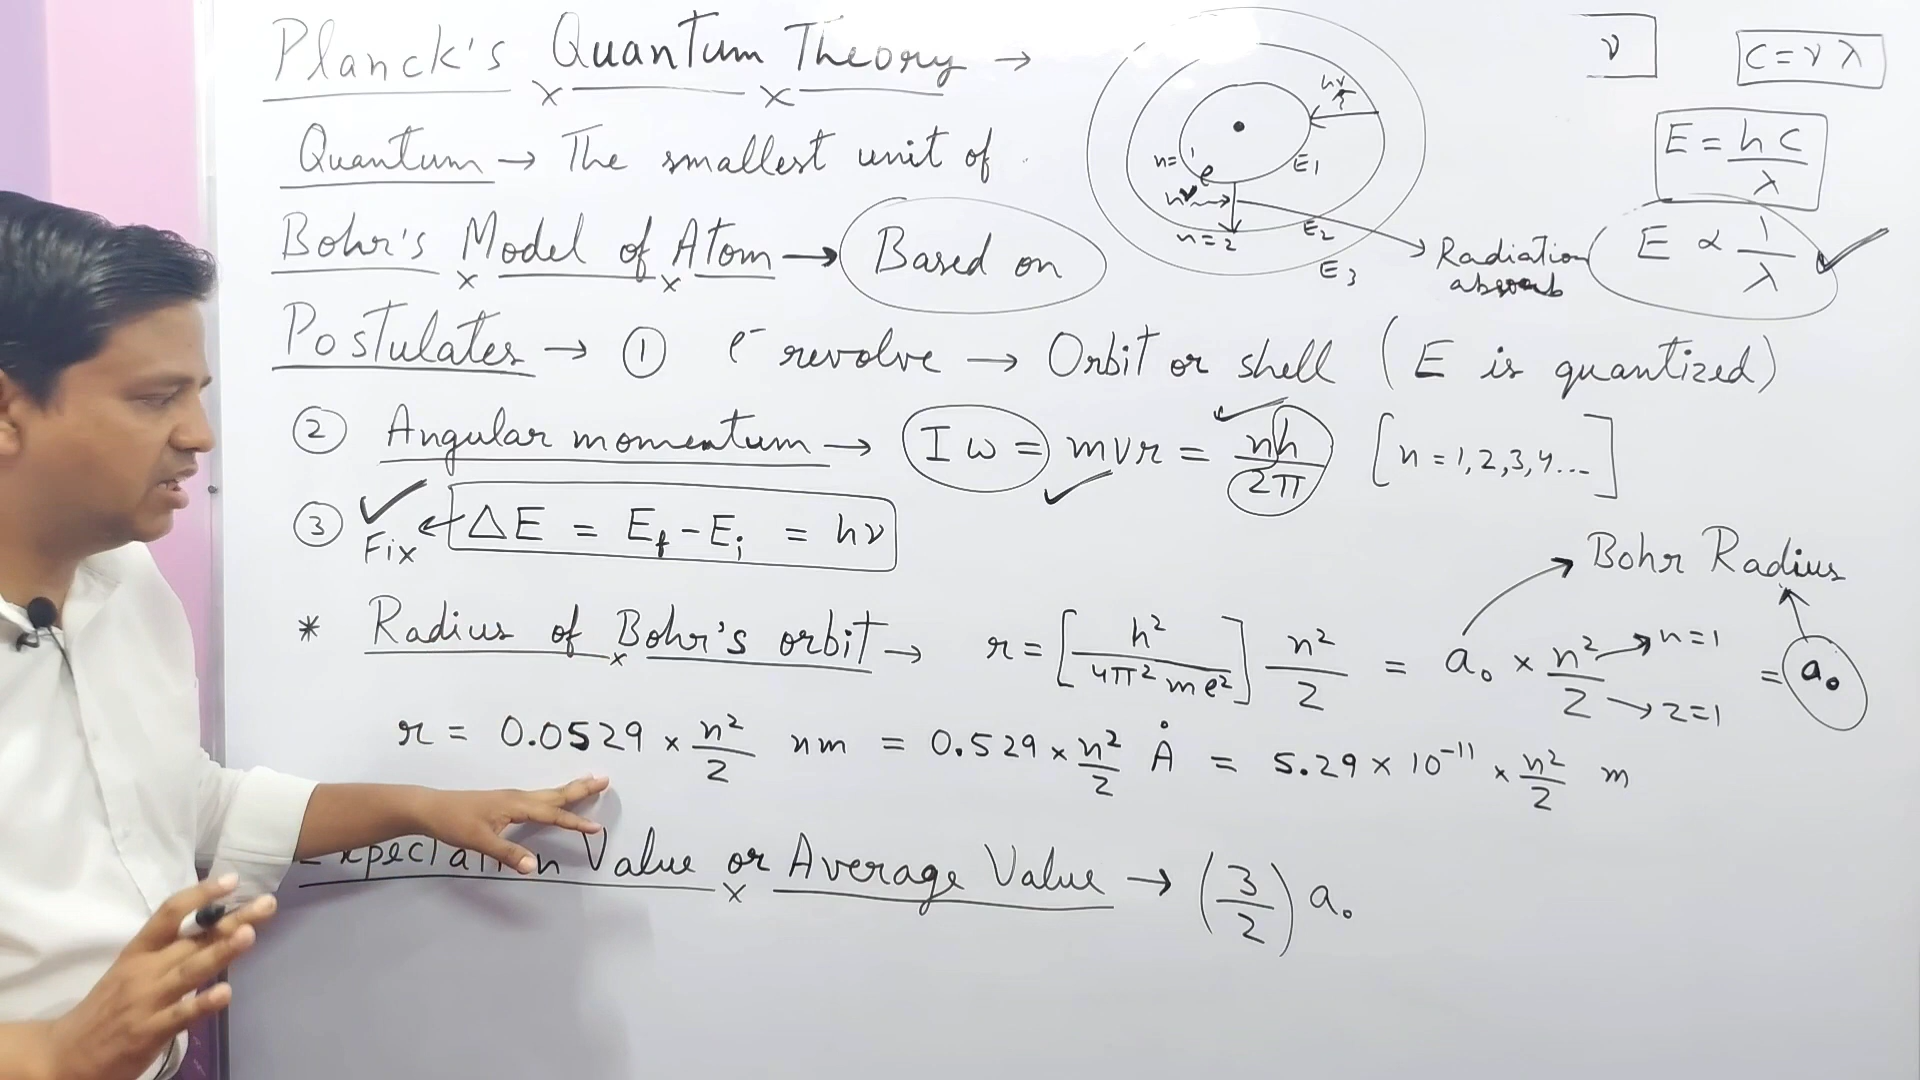 Planck's Quantum Theory →
Quantum → The smallest unit of
Bohr's Model of Atom → Based on
n=1
e
hν
n=2
hν
E₁
E₂
E₃
Radiation
absorb
ν
C = ν λ
E = hc/λ
E ∝ 1/λ ✓
Postulates → ① e⁻ revolve → Orbit or shell (E is quantized)
② Angular momentum → Iω = mvr = nh/2π [n = 1,2,3,4...]
③ Fix ← ΔE = E_f - E_i = hν
Bohr Radius
* Radius of Bohr's orbit → r = [h²/4π²me²] n²/Z = a₀ × n²/Z = a₀
n=1
Z=1
r = 0.0529 × n²/Z nm = 0.529 × n²/Z Å = 5.29 × 10⁻¹¹ × n²/Z m
Value or Average Value → (3/2) a₀